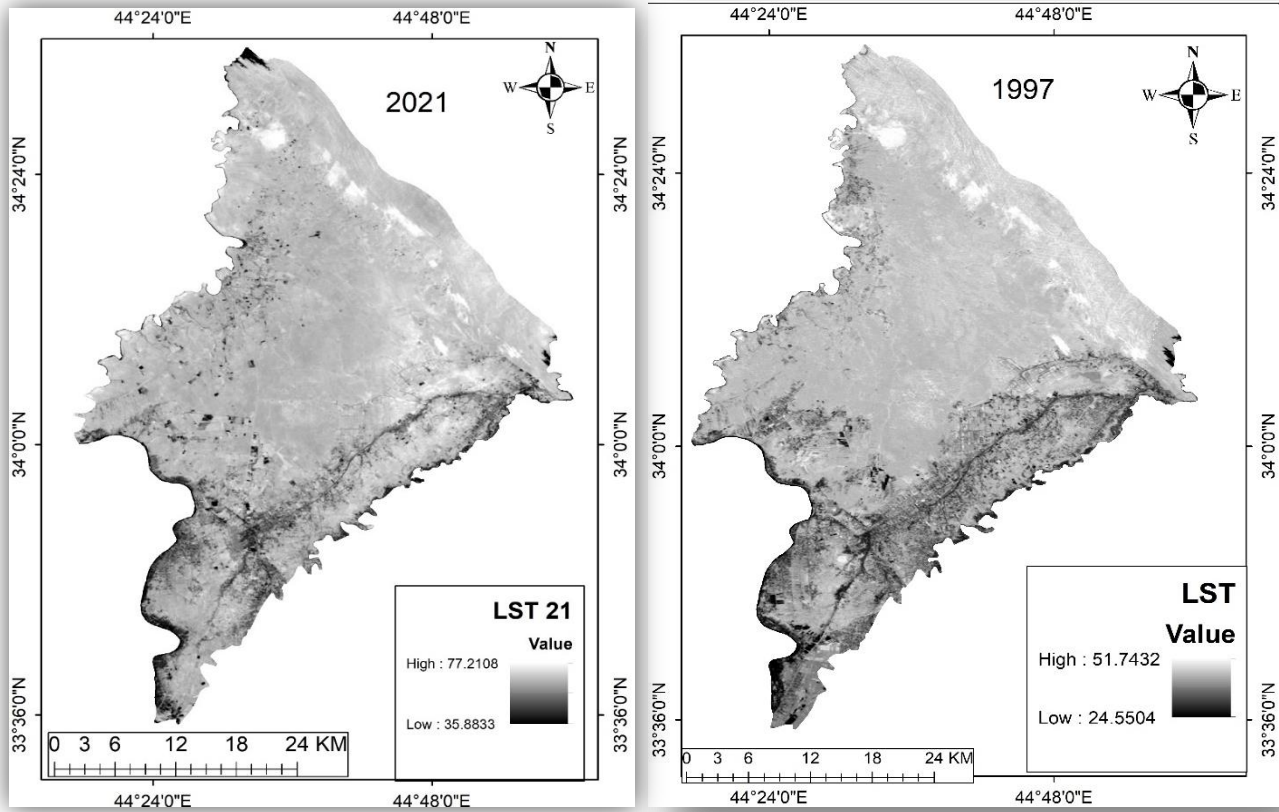 44°24'0"E 44°48'0"E
N
W E
S
2021
34°24'0"N
34°24'0"N
34°0'0"N
34°0'0"N
33°36'0"N
33°36'0"N
LST 21
Value
High : 77.2108
Low : 35.8833
0 3 6 12 18 24 KM
44°24'0"E 44°48'0"E
44°24'0"E 44°48'0"E
N
W E
S
1997
34°24'0"N
34°24'0"N
34°0'0"N
34°0'0"N
33°36'0"N
33°36'0"N
LST
Value
High : 51.7432
Low : 24.5504
0 3 6 12 18 24 KM
44°24'0"E 44°48'0"E